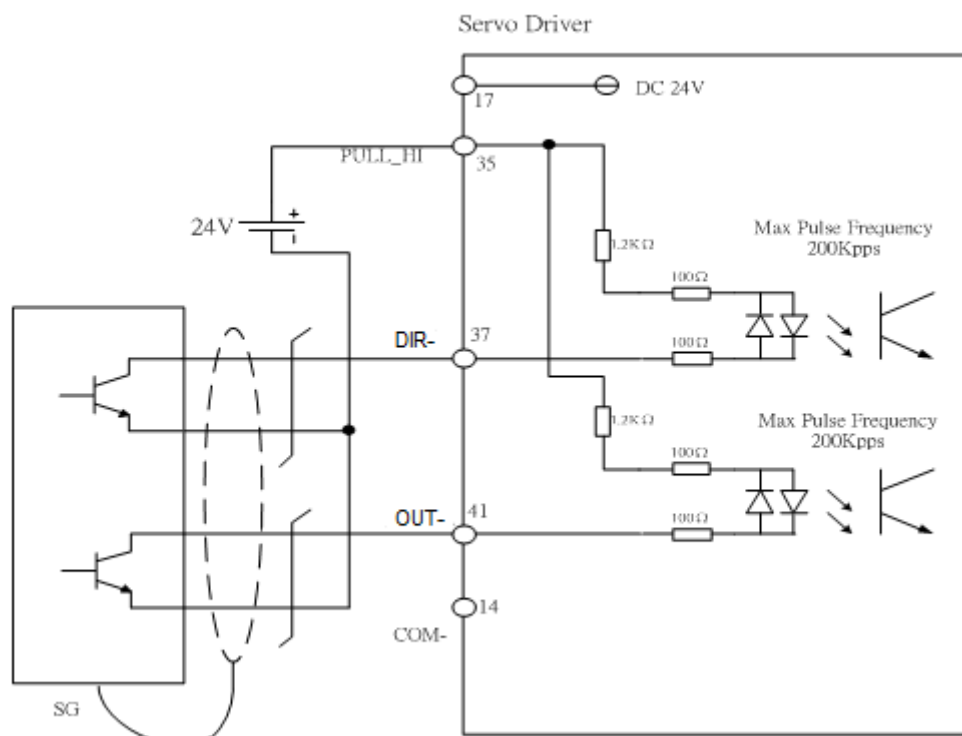 Servo Driver
17
DC 24V
PULL_HI
35
24V
+
-
1.2KΩ
Max Pulse Frequency
200Kpps
100Ω
DIR-
37
100Ω
1.2KΩ
Max Pulse Frequency
200Kpps
100Ω
OUT-
41
100Ω
14
COM-
SG